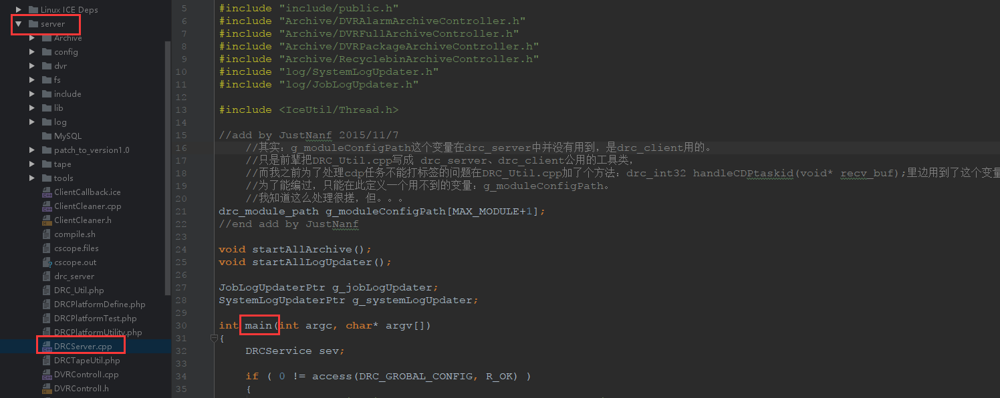 Linux ICE Deps
server
Archive
config
dvr
fs
include
lib
log
MySQL
patch_to_version1.0
tape
tools
ClientCallback.ice
ClientCleaner.cpp
ClientCleaner.h
compile.sh
cscope.files
cscope.out
drc_server
DRC_Util.php
DRCPlatformDefine.php
DRCPlatformTest.php
DRCPlatformUtility.php
DRCServer.cpp
DRCTapeUtil.php
DVRControll.cpp
DVRControll.h
5 #include "include/public.h"
6 #include "Archive/DVRAlarmArchiveController.h"
7 #include "Archive/DVRFullArchiveController.h"
8 #include "Archive/DVRPackageArchiveController.h"
9 #include "Archive/RecyclebinArchiveController.h"
10 #include "log/SystemLogUpdater.h"
11 #include "log/JobLogUpdater.h"
12
13 #include <IceUtil/Thread.h>
14
15 //add by JustNanf 2015/11/7
16 //其实：g_moduleConfigPath这个变量在drc_server中并没有用到，是drc_client用的。
17 //只是前辈把DRC_Util.cpp写成 drc_server、drc_client公用的工具类，
18 //而我之前为了处理cdp任务不能打标签的问题在DRC_Util.cpp加了个方法：drc_int32 handleCDPtaskid(void* recv_buf);里边用到了这个变量
19 //为了能编过，只能在此定义一个用不到的变量：g_moduleConfigPath。
20 //我知道这么处理很搓，但。。。
21 drc_module_path g_moduleConfigPath[MAX_MODULE+1];
22 //end add by JustNanf
23
24 void startAllArchive();
25 void startAllLogUpdater();
26
27 JobLogUpdaterPtr g_jobLogUpdater;
28 SystemLogUpdaterPtr g_systemLogUpdater;
29
30 int main(int argc, char* argv[])
31 {
32 DRCService sev;
33
34 if ( 0 != access(DRC_GROBAL_CONFIG, R_OK) )
35 {